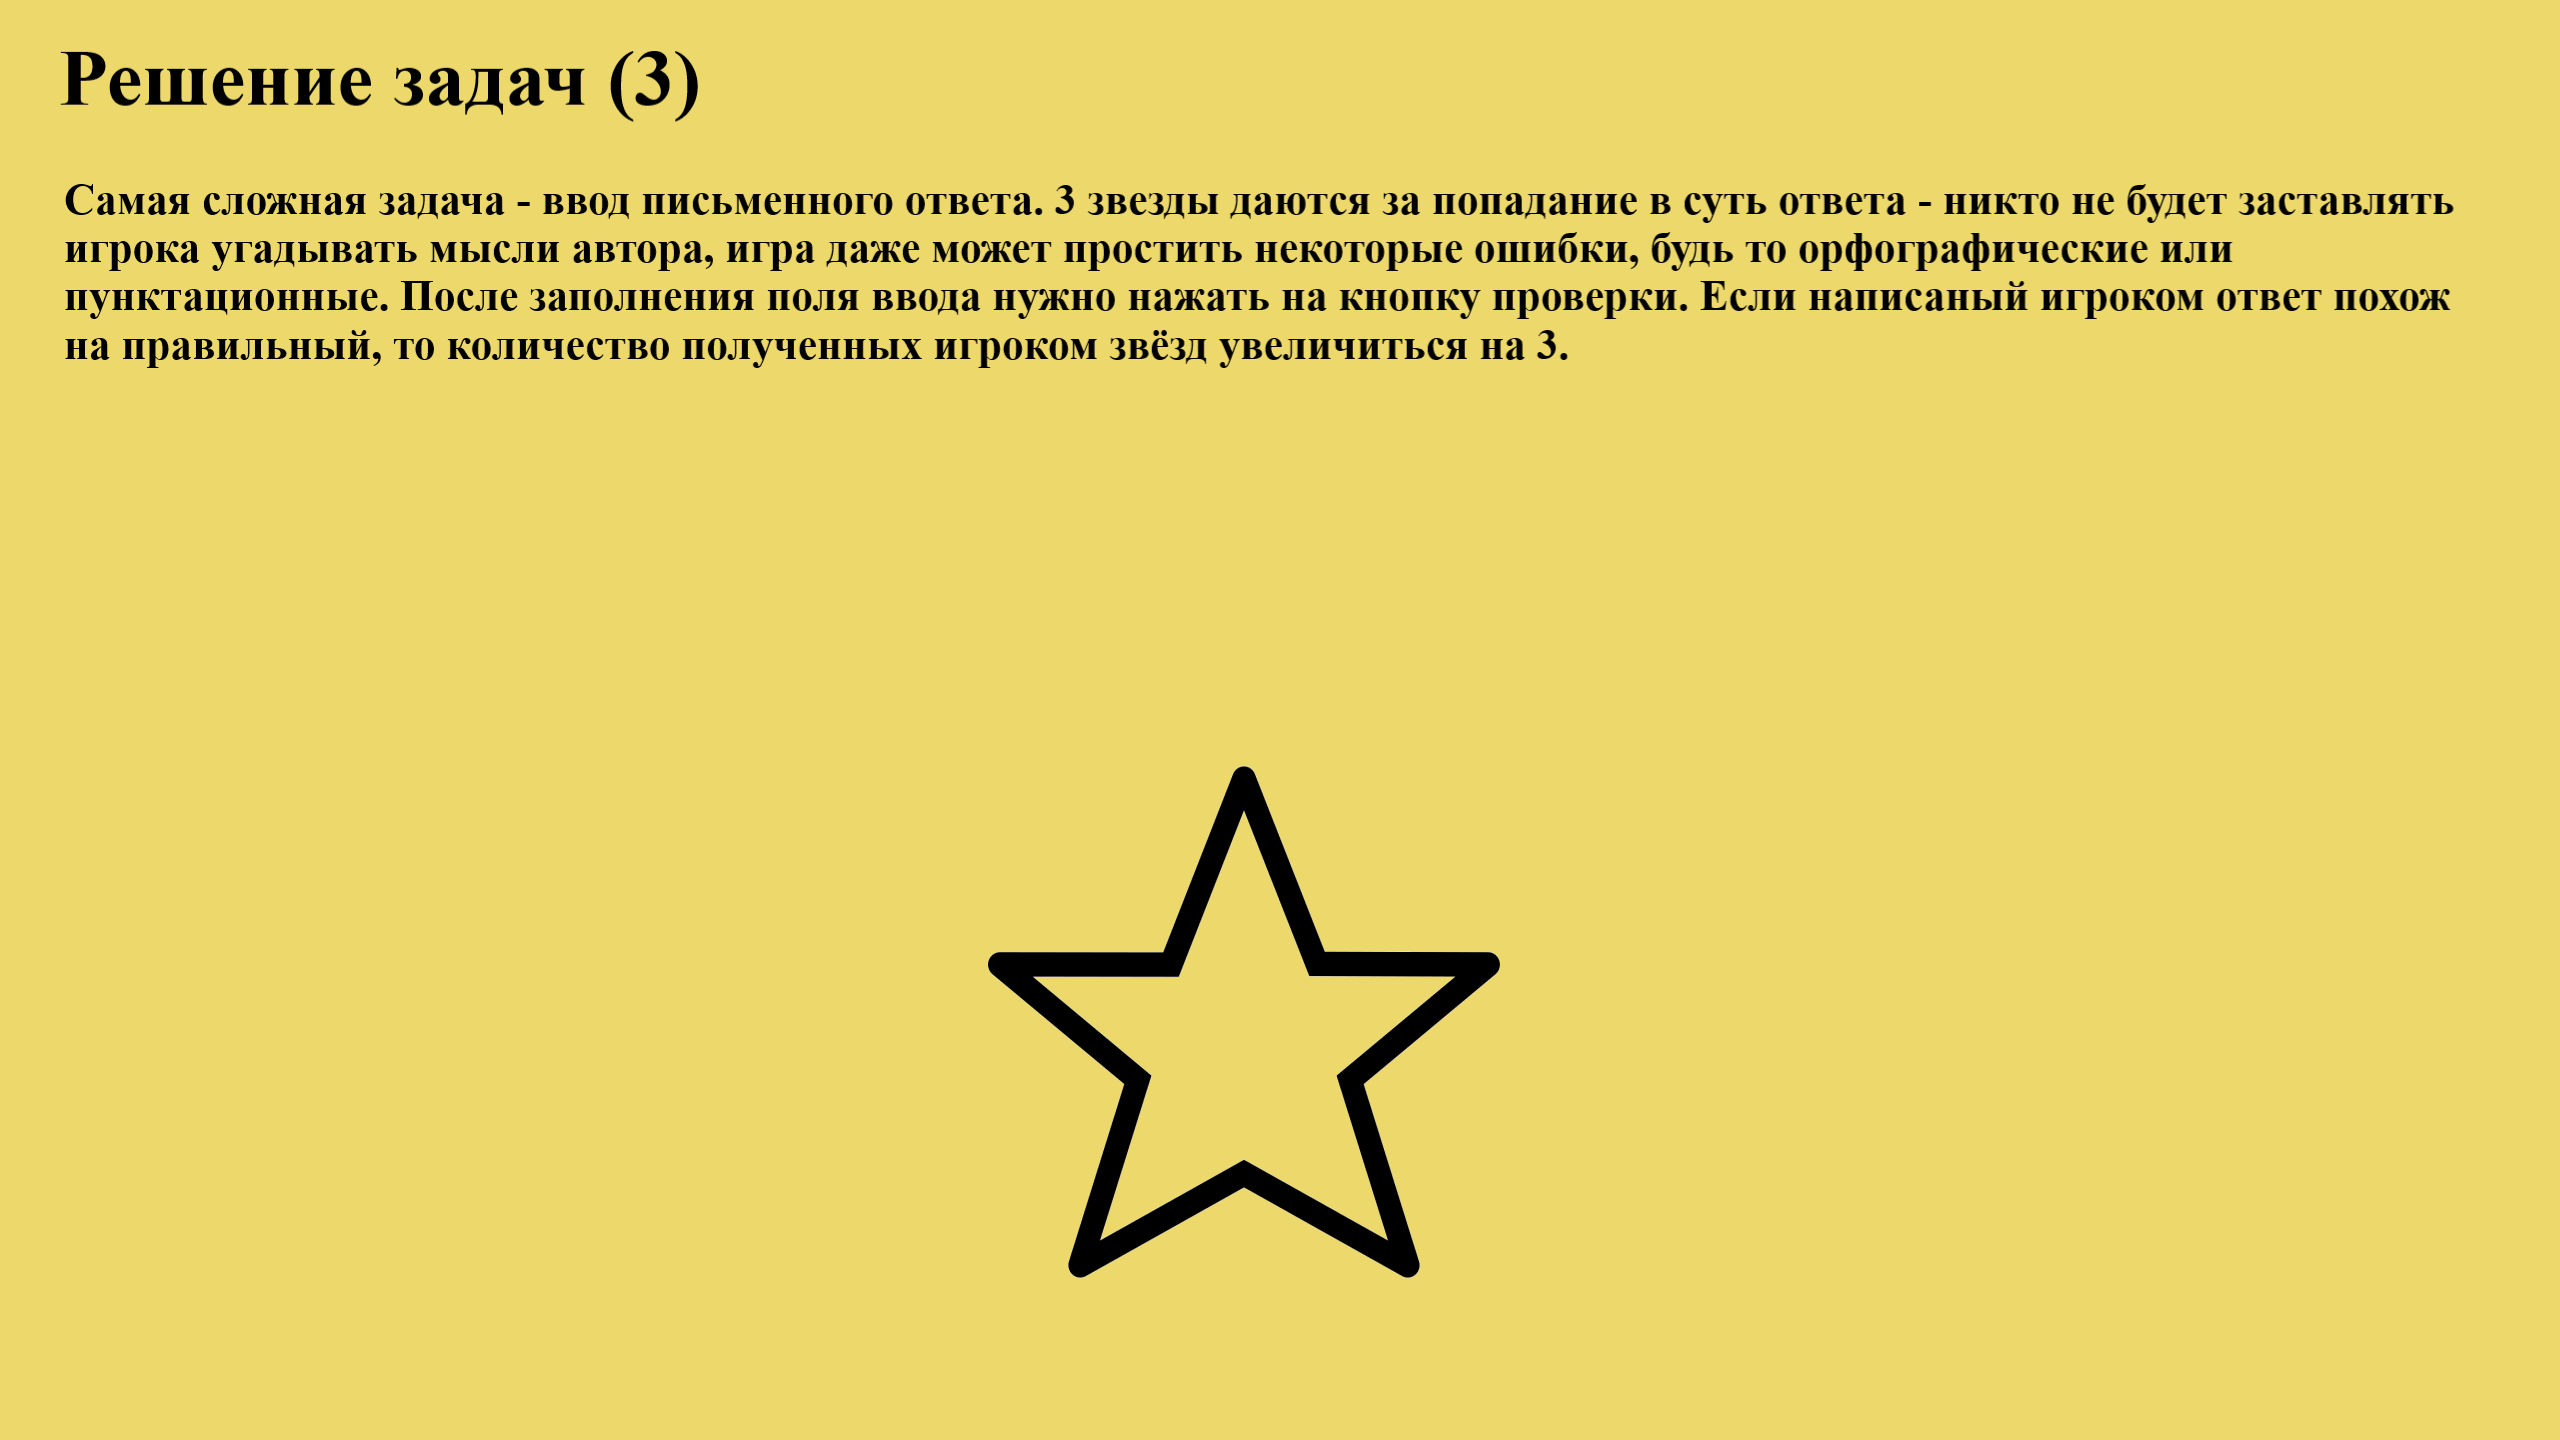 Решение задач (3)
Самая сложная задача - ввод письменного ответа. 3 звезды даются за попадание в суть ответа - никто не будет заставлять
игрока угадывать мысли автора, игра даже может простить некоторые ошибки, будь то орфографические или
пунктационные. После заполнения поля ввода нужно нажать на кнопку проверки. Если написаный игроком ответ похож
на правильный, то количество полученных игроком звёзд увеличиться на 3.